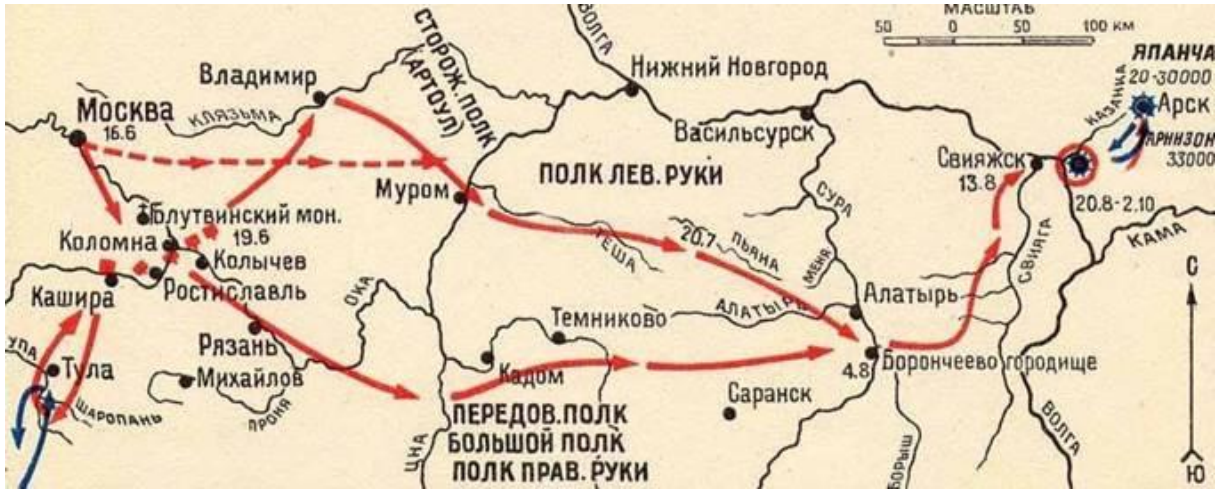 МАСШТАБ
50 0 50 100 км
ВОЛГА
СТОРОЖ. ПОЛК
(АРТОУЛ)
Владимир
Нижний Новгород
ЯПАНЧА
20-30000
Арск
КАЗАНКА
ГАРНИЗОН
33000
Москва
16.6
КЛЯЗЬМА
Васильсурск
ПОЛК ЛЕВ. РУКИ
Свияжск
13.8
20.8-2.10
Муром
СУРА
КАМА
Блутвинский мон.
19.6
Коломна
Колычев
20.7
ПЬЯНА
ТЕША
МЕНЯ
СВИЯГА
С
Кашира
Ростиславль
ОКА
АЛАТЫРЬ
Алатырь
Темниково
Рязань
УПА
Тула
Михайлов
Кадом
4.8
Борончеево городище
Саранск
ШАРОПАНЬ
ПРОНЯ
ПЕРЕДОВ. ПОЛК
БОЛЬШОЙ ПОЛК
ПОЛК ПРАВ. РУКИ
ЦНА
БОРЫШ
ВОЛГА
Ю